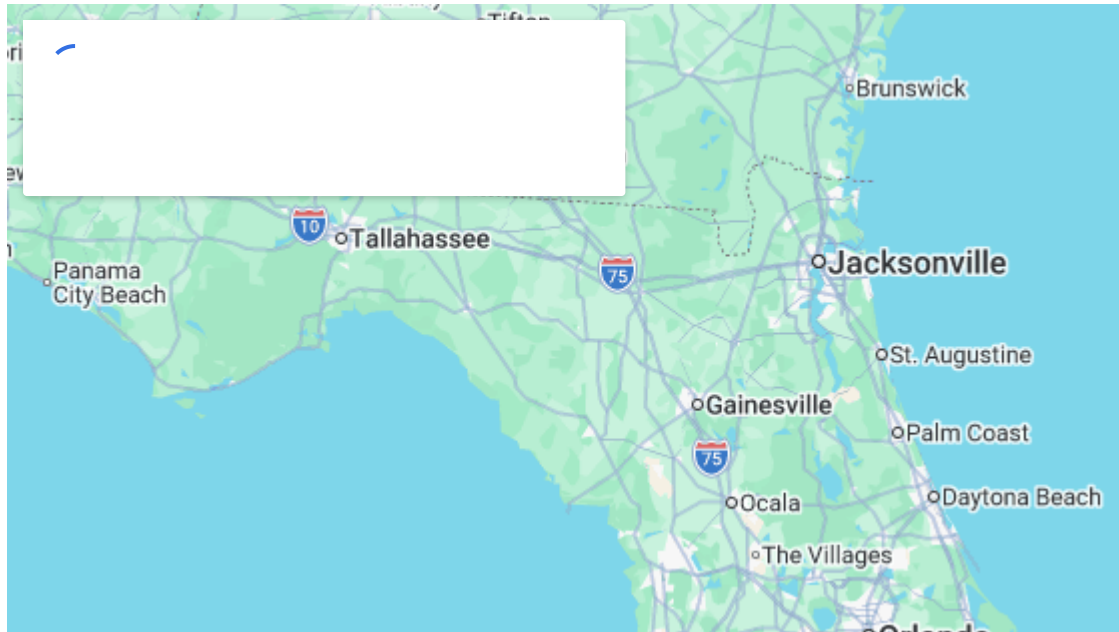 Tifton
Brunswick
10
Tallahassee
75
Jacksonville
Panama
City Beach
St. Augustine
Gainesville
Palm Coast
75
Daytona Beach
Ocala
The Villages
Orlando